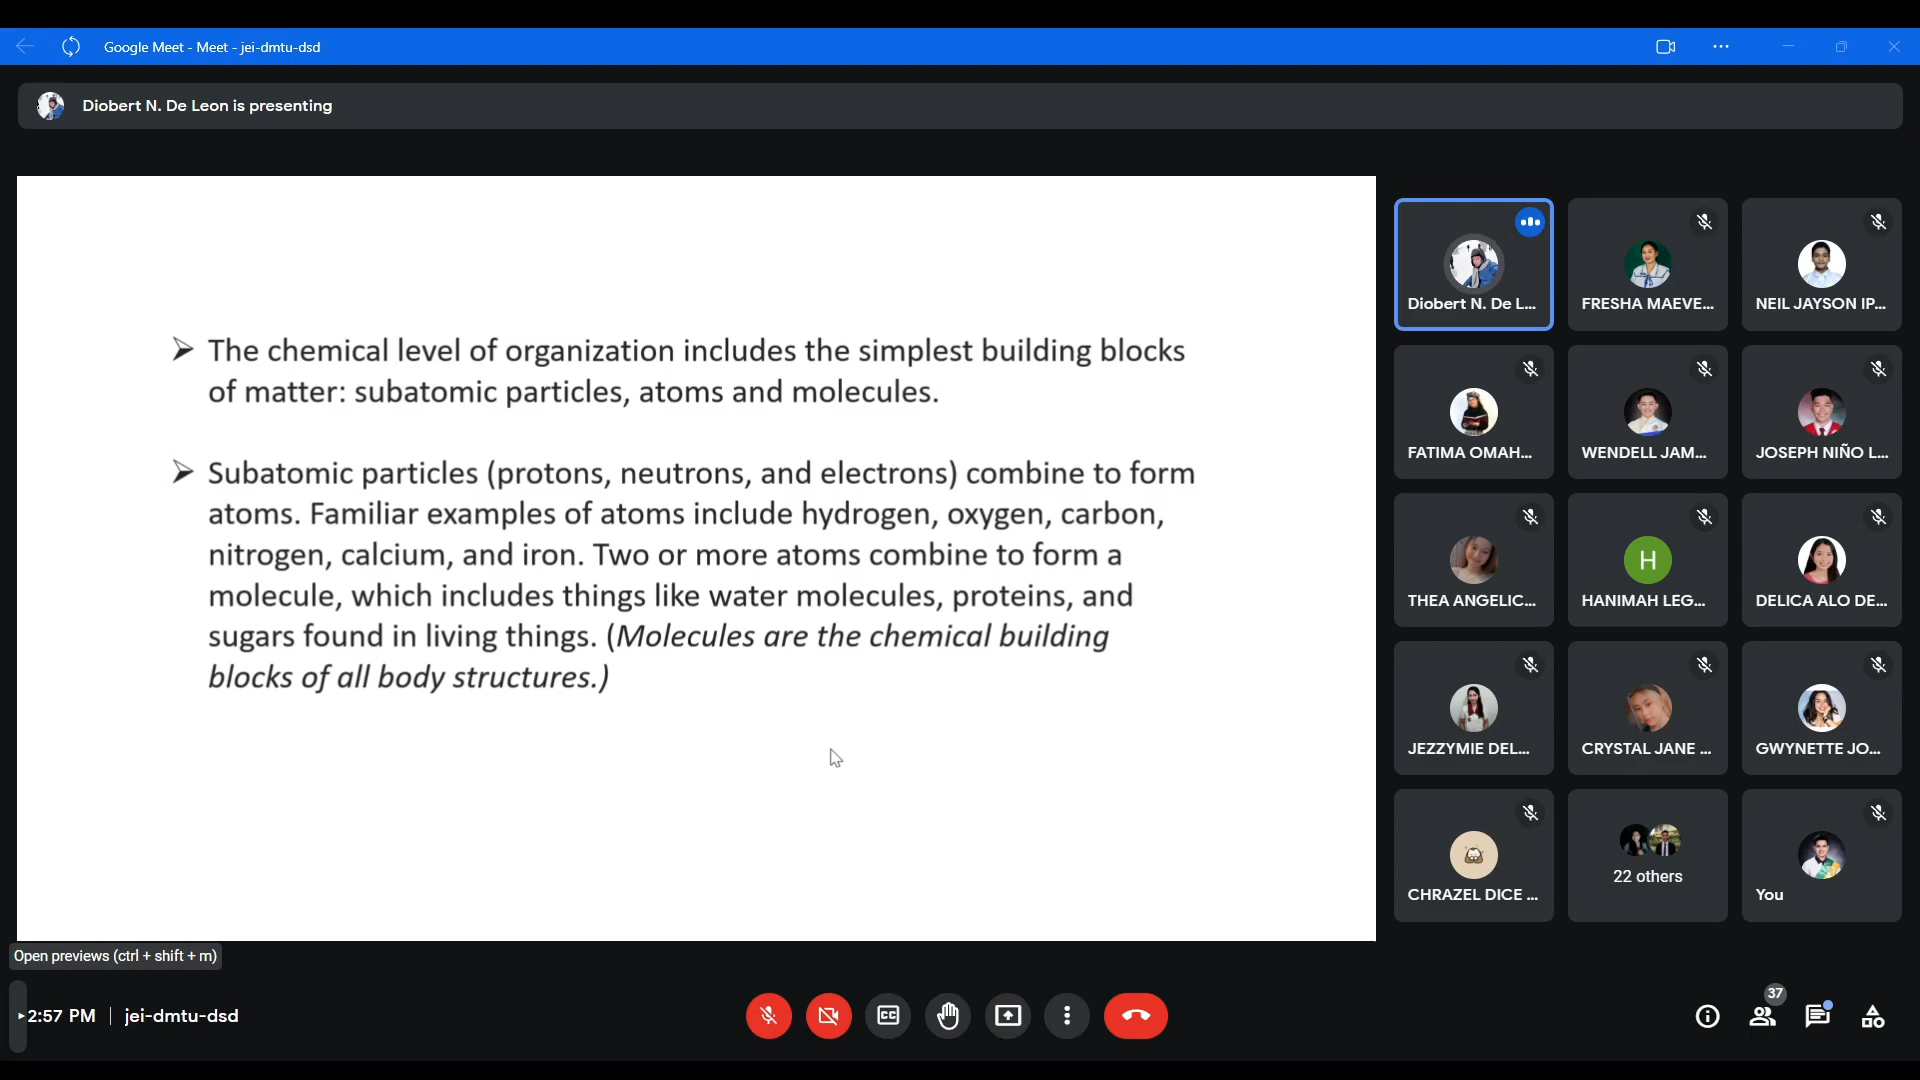 Google Meet - Meet - jei-dmtu-dsd
Diobert N. De Leon is presenting
➢ The chemical level of organization includes the simplest building blocks
of matter: subatomic particles, atoms and molecules.
➢ Subatomic particles (protons, neutrons, and electrons) combine to form
atoms. Familiar examples of atoms include hydrogen, oxygen, carbon,
nitrogen, calcium, and iron. Two or more atoms combine to form a
molecule, which includes things like water molecules, proteins, and
sugars found in living things. (Molecules are the chemical building
blocks of all body structures.)
Diobert N. De L...
FRESHA MAEVE...
NEIL JAYSON IP...
FATIMA OMAH...
WENDELL JAM...
JOSEPH NIÑO L...
THEA ANGELIC...
H
HANIMAH LEG...
DELICA ALO DE...
JEZZYMIE DEL...
CRYSTAL JANE ...
GWYNETTE JO...
CHRAZEL DICE ...
22 others
You
Open previews (ctrl + shift + m)
2:57 PM | jei-dmtu-dsd
CC
37